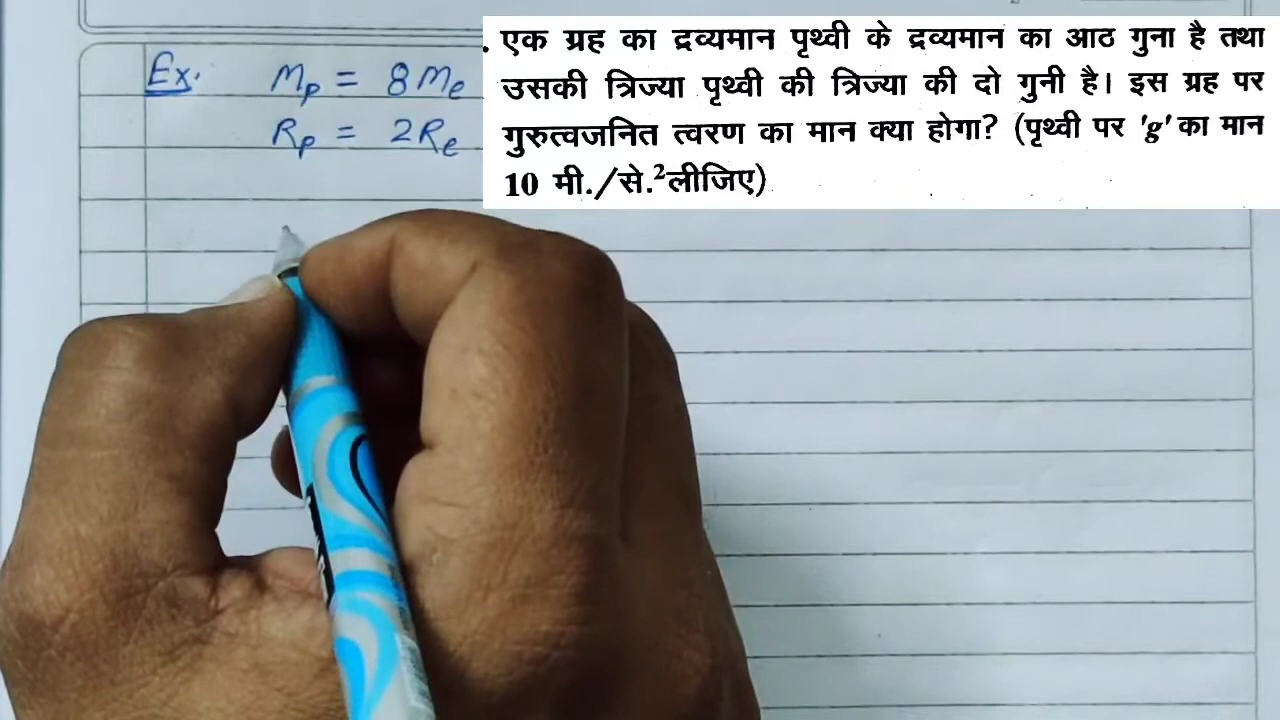 Ex. Mp = 8Me
Rp = 2Re
. एक ग्रह का द्रव्यमान पृथ्वी के द्रव्यमान का आठ गुना है तथा
उसकी त्रिज्या पृथ्वी की त्रिज्या की दो गुनी है। इस ग्रह पर
गुरुत्वजनित त्वरण का मान क्या होगा? (पृथ्वी पर 'g' का मान
10 मी./से.² लीजिए)